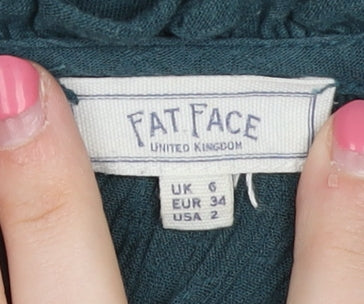 FAT FACE
UNITED KINGDOM
UK 6
EUR 34
USA 2